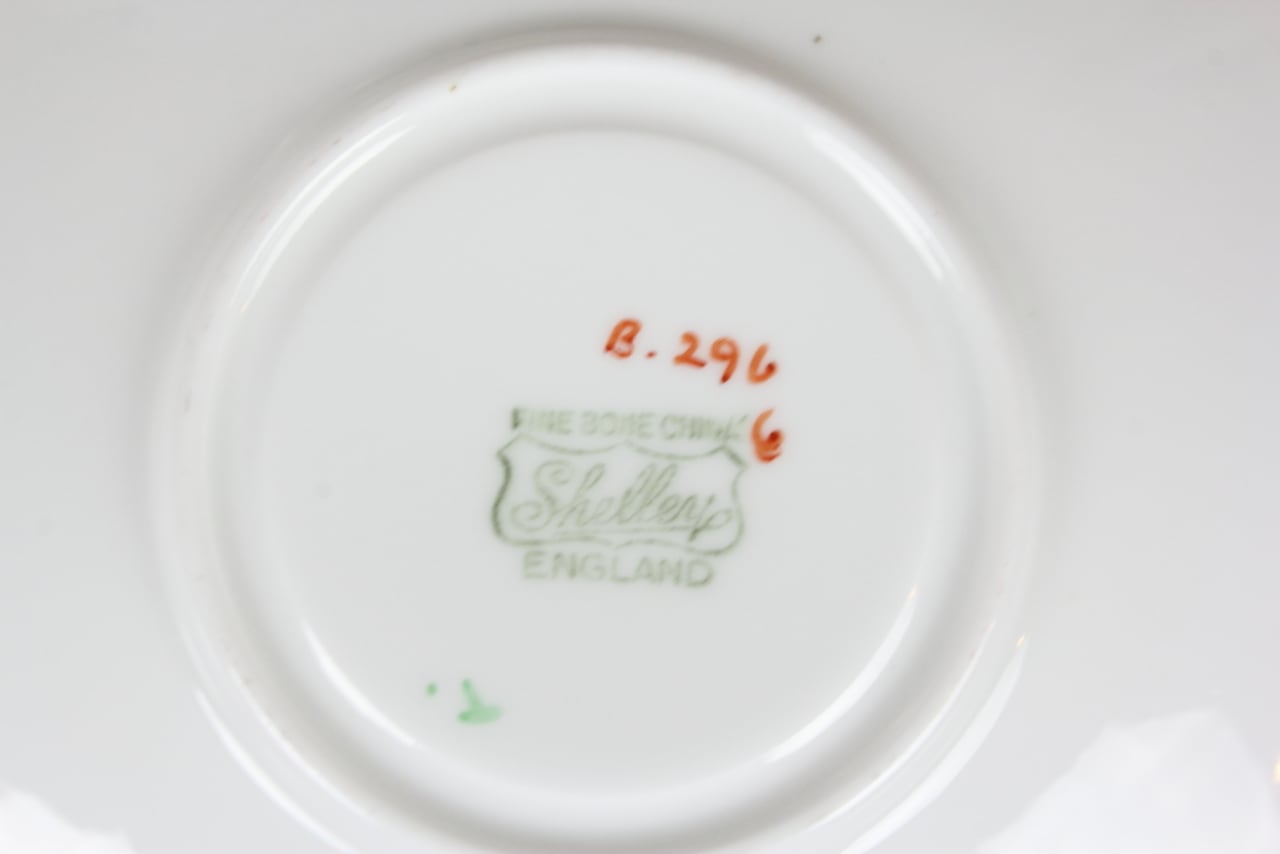 B. 296
6
FINE BONE CHINA
Shelley
ENGLAND